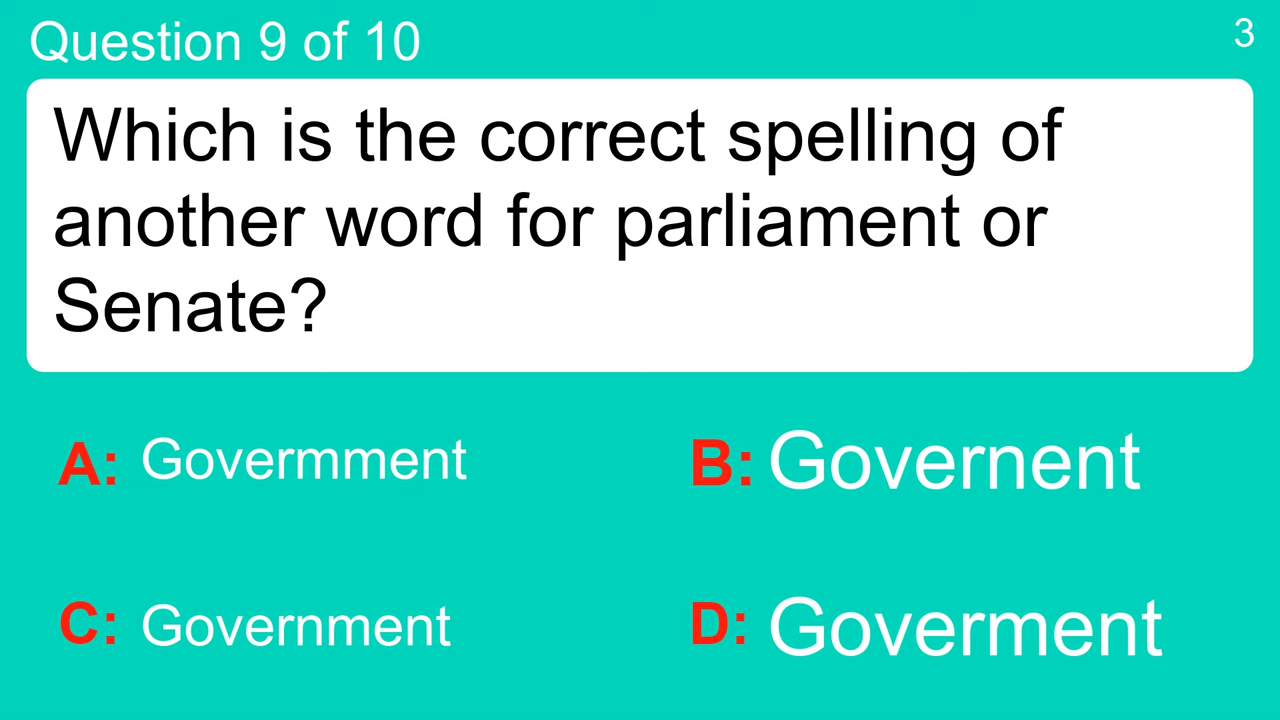 Question 9 of 10
3
Which is the correct spelling of
another word for parliament or
Senate?
A: Govermment
B: Governent
C: Government
D: Goverment